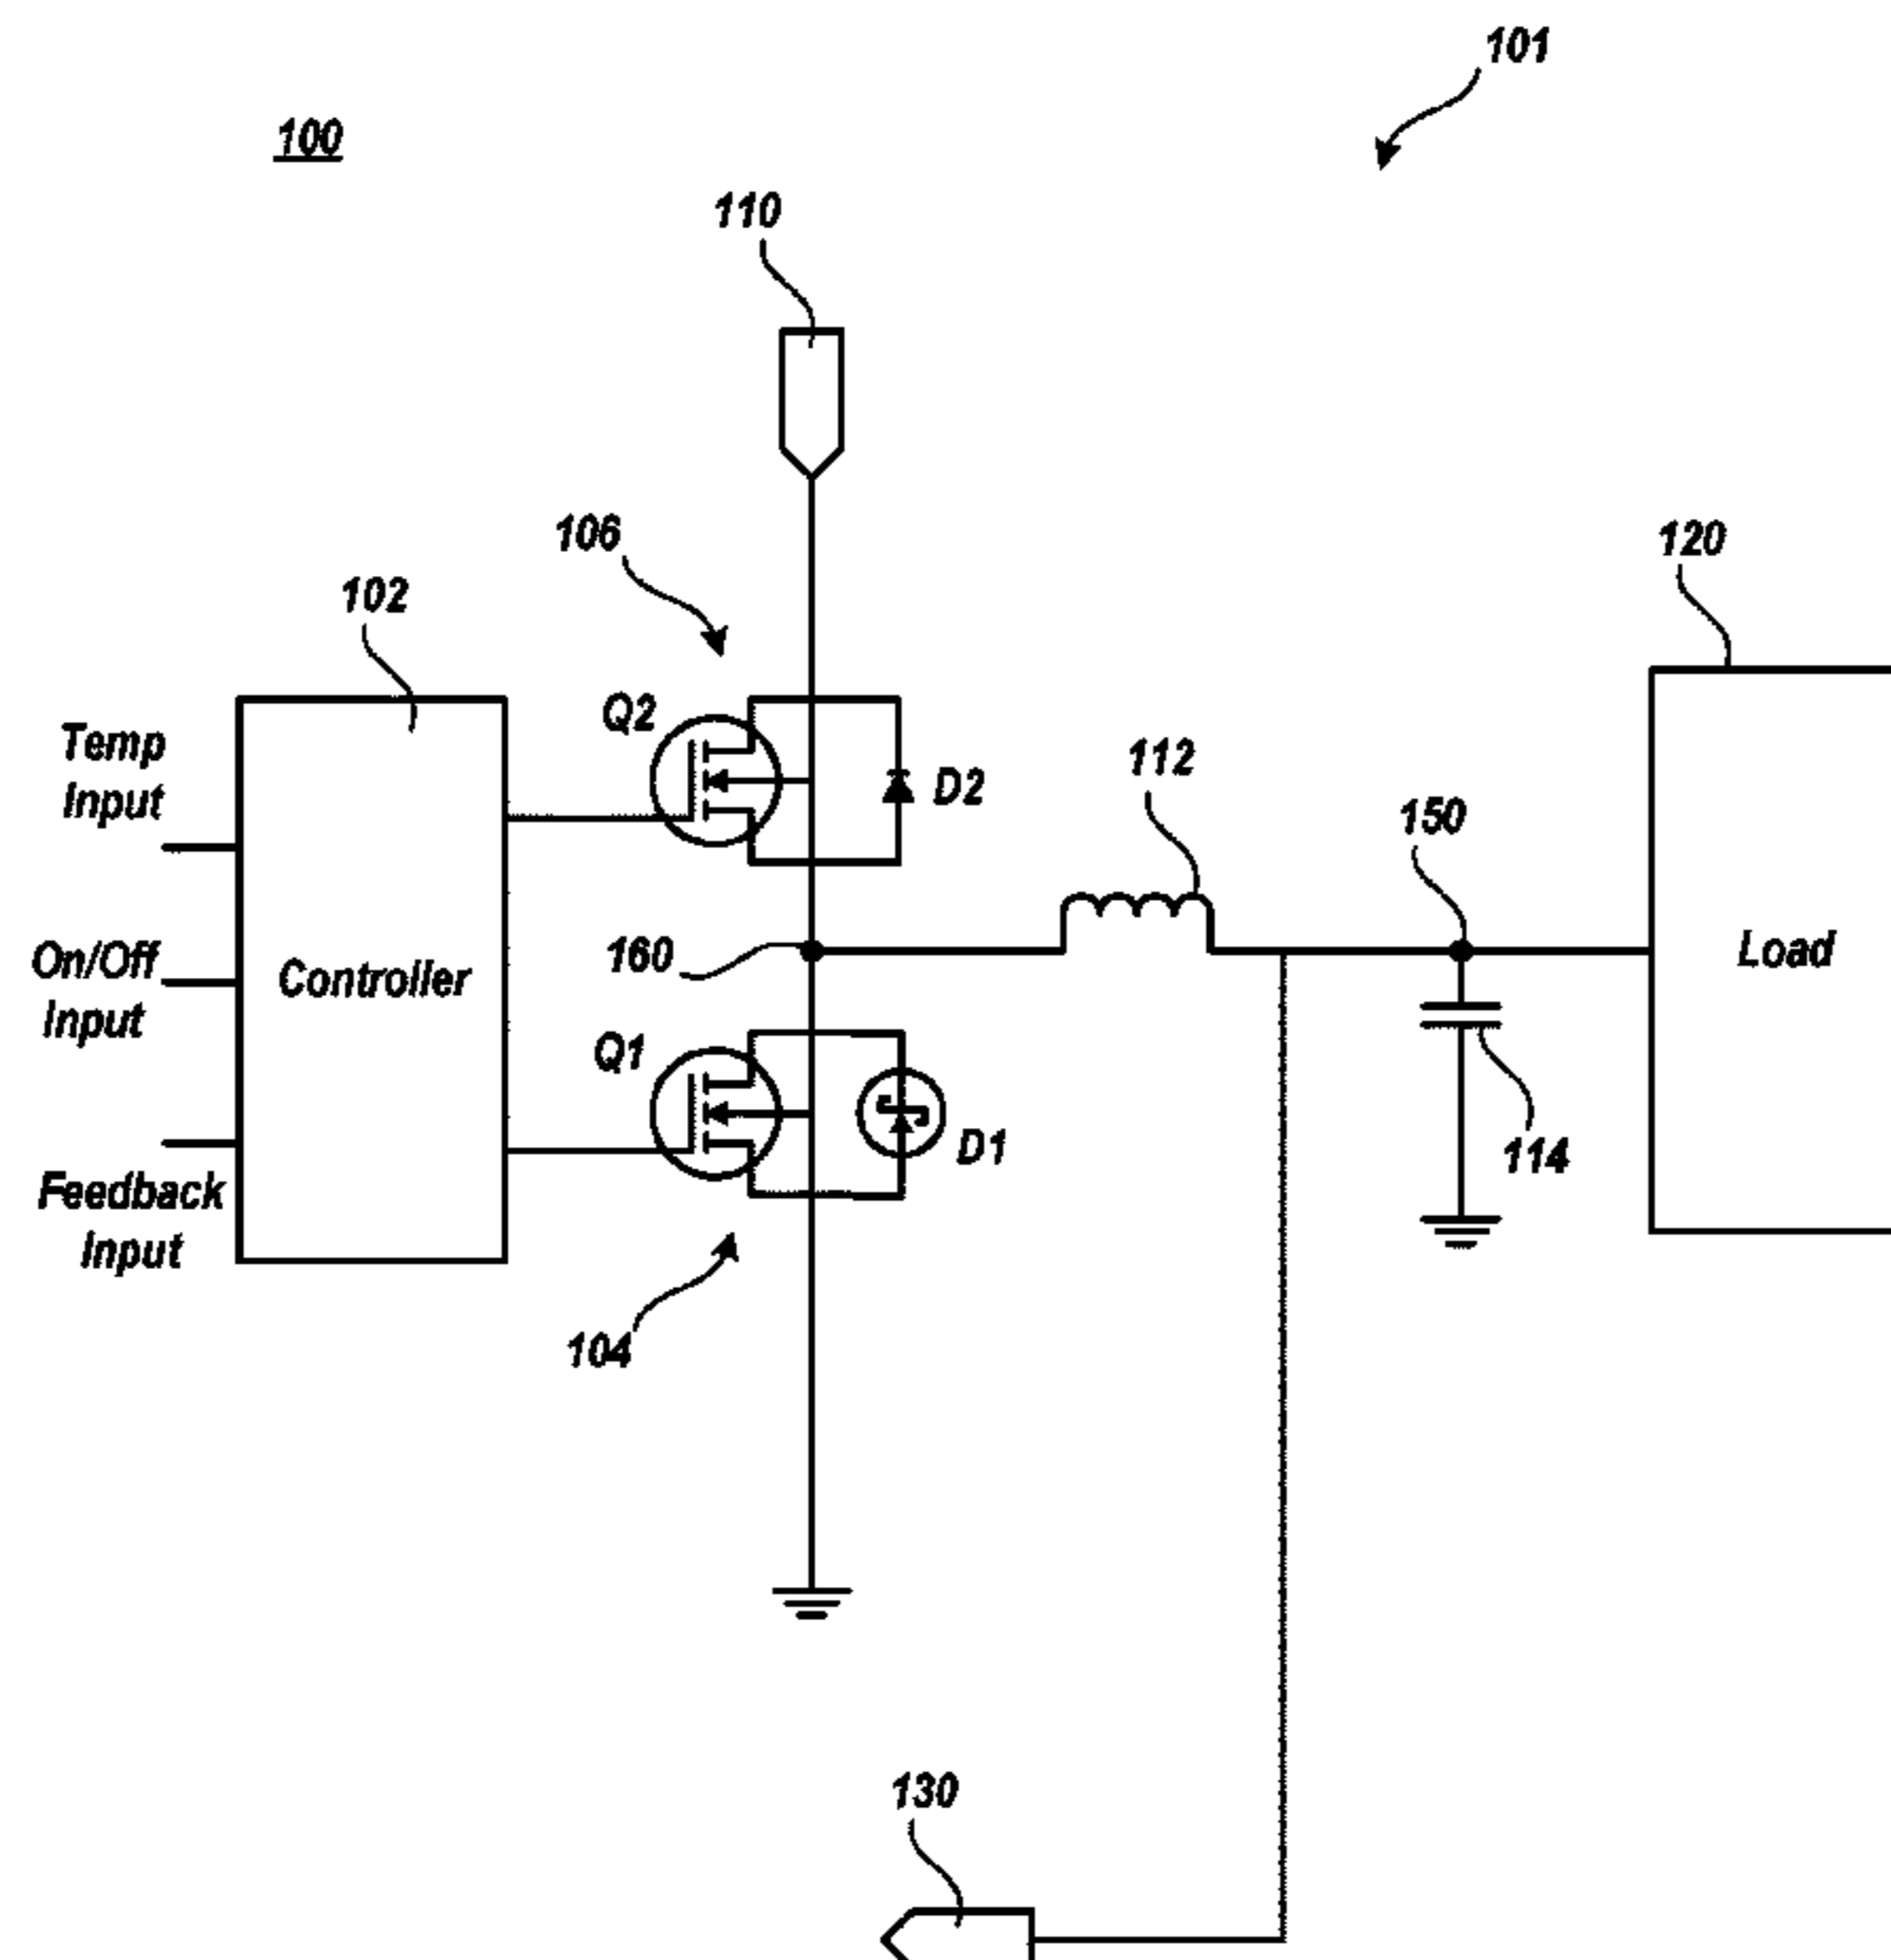 101
100
110
106
120
102
Q2
Temp
Input
D2
112
150
160
On/Off
Input
Controller
Load
Q1
D1
114
Feedback
Input
104
130